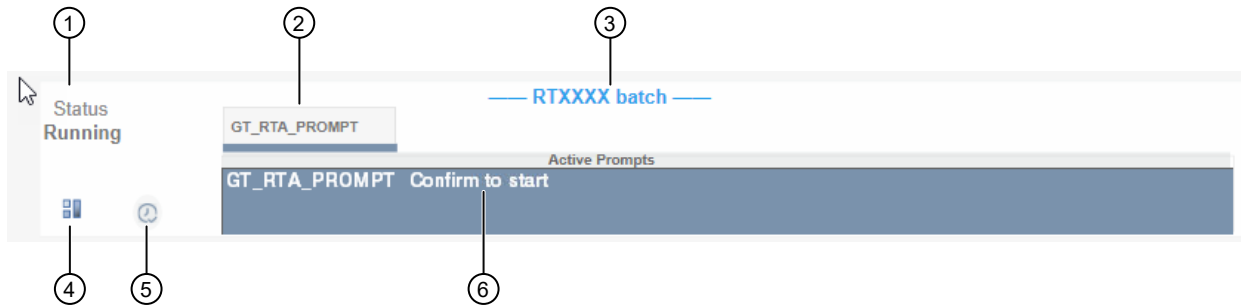 1 2 3
—— RTXXXX batch ——
Status
Running
GT_RTA_PROMPT
Active Prompts
GT_RTA_PROMPT Confirm to start
4 5 6